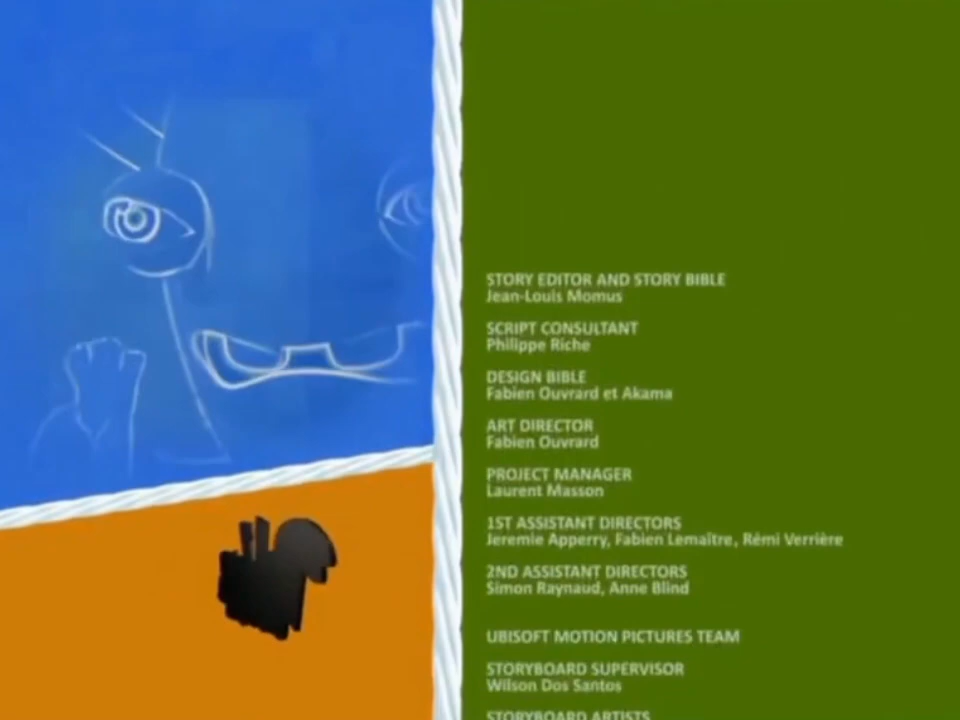 STORY EDITOR AND STORY BIBLE
Jean-Louis Momus
SCRIPT CONSULTANT
Philippe Riche
DESIGN BIBLE
Fabien Ouvrard et Akama
ART DIRECTOR
Fabien Ouvrard
PROJECT MANAGER
Laurent Masson
1ST ASSISTANT DIRECTORS
Jeremie Apperry, Fabien Lemaître, Rémi Verrière
2ND ASSISTANT DIRECTORS
Simon Raynaud, Anne Blind
UBISOFT MOTION PICTURES TEAM
STORYBOARD SUPERVISOR
Wilson Dos Santos
STORYBOARD ARTISTS